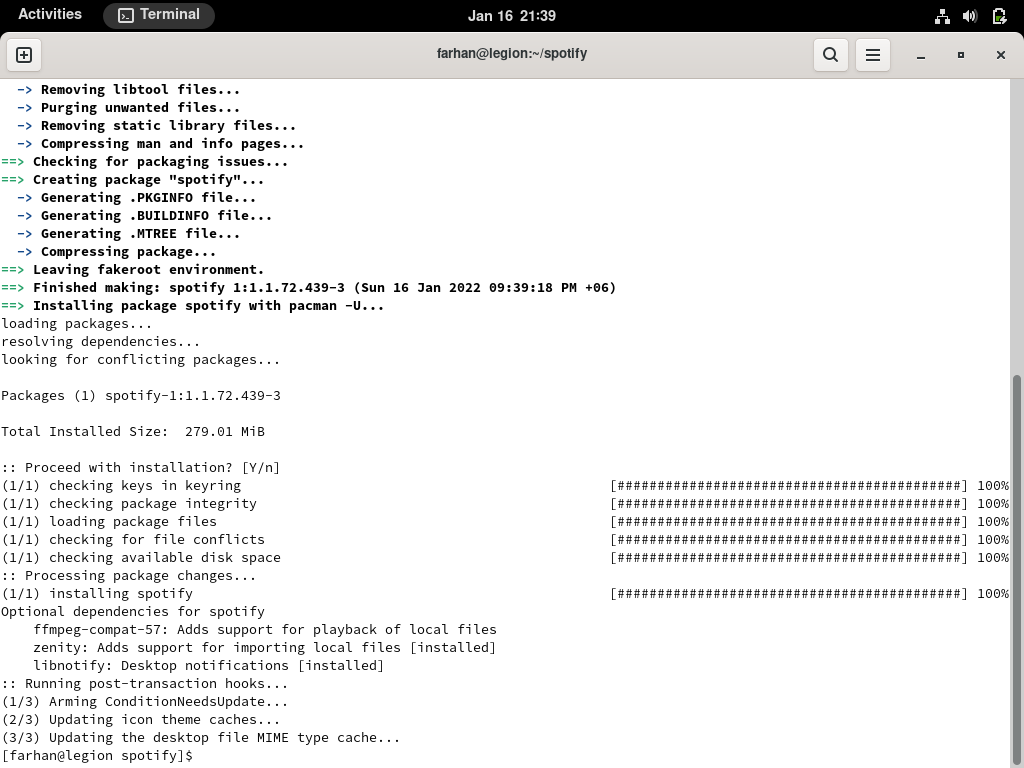 Activities Terminal Jan 16 21:39
farhan@legion:~/spotify
  -> Removing libtool files...
  -> Purging unwanted files...
  -> Removing static library files...
  -> Compressing man and info pages...
==> Checking for packaging issues...
==> Creating package "spotify"...
  -> Generating .PKGINFO file...
  -> Generating .BUILDINFO file...
  -> Generating .MTREE file...
  -> Compressing package...
==> Leaving fakeroot environment.
==> Finished making: spotify 1:1.1.72.439-3 (Sun 16 Jan 2022 09:39:18 PM +06)
==> Installing package spotify with pacman -U...
loading packages...
resolving dependencies...
looking for conflicting packages...
Packages (1) spotify-1:1.1.72.439-3
Total Installed Size:  279.01 MiB
:: Proceed with installation? [Y/n]
(1/1) checking keys in keyring [###########################################] 100%
(1/1) checking package integrity [###########################################] 100%
(1/1) loading package files [###########################################] 100%
(1/1) checking for file conflicts [###########################################] 100%
(1/1) checking available disk space [###########################################] 100%
:: Processing package changes...
(1/1) installing spotify [###########################################] 100%
Optional dependencies for spotify
    ffmpeg-compat-57: Adds support for playback of local files
    zenity: Adds support for importing local files [installed]
    libnotify: Desktop notifications [installed]
:: Running post-transaction hooks...
(1/3) Arming ConditionNeedsUpdate...
(2/3) Updating icon theme caches...
(3/3) Updating the desktop file MIME type cache...
[farhan@legion spotify]$